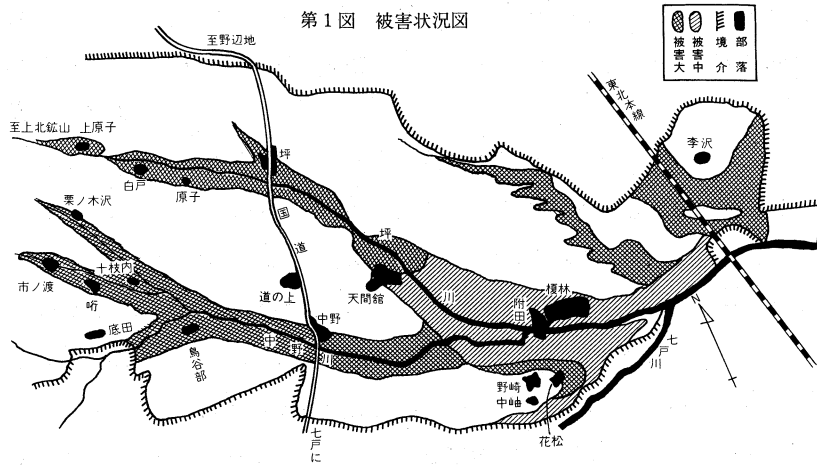 第1図 被害状況図
被害大
被害中
境介
部落
至野辺地
東北本線
李沢
至上北鉱山 上原子
坪
白戸
原子
栗ノ木沢
国道
坪川
十枝内
市ノ渡
道の上
天間館
附田
榎林
底田
鳥谷部
中野
中野川
N
七戸川
野崎
中岫
花松
七戸に